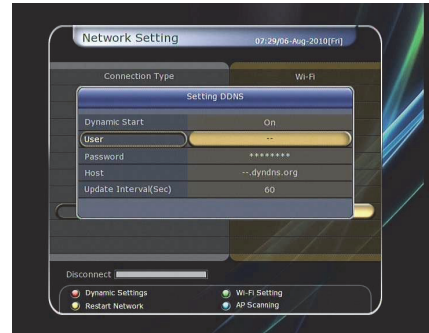 Network Setting 07:29/06-Aug-2010[Fri]
Connection Type Wi-Fi
Setting DDNS
Dynamic Start On
User --
Password ********
Host --.dyndns.org
Update Interval(Sec) 60
Disconnect
Dynamic Settings Wi-Fi Setting
Restart Network AP Scanning